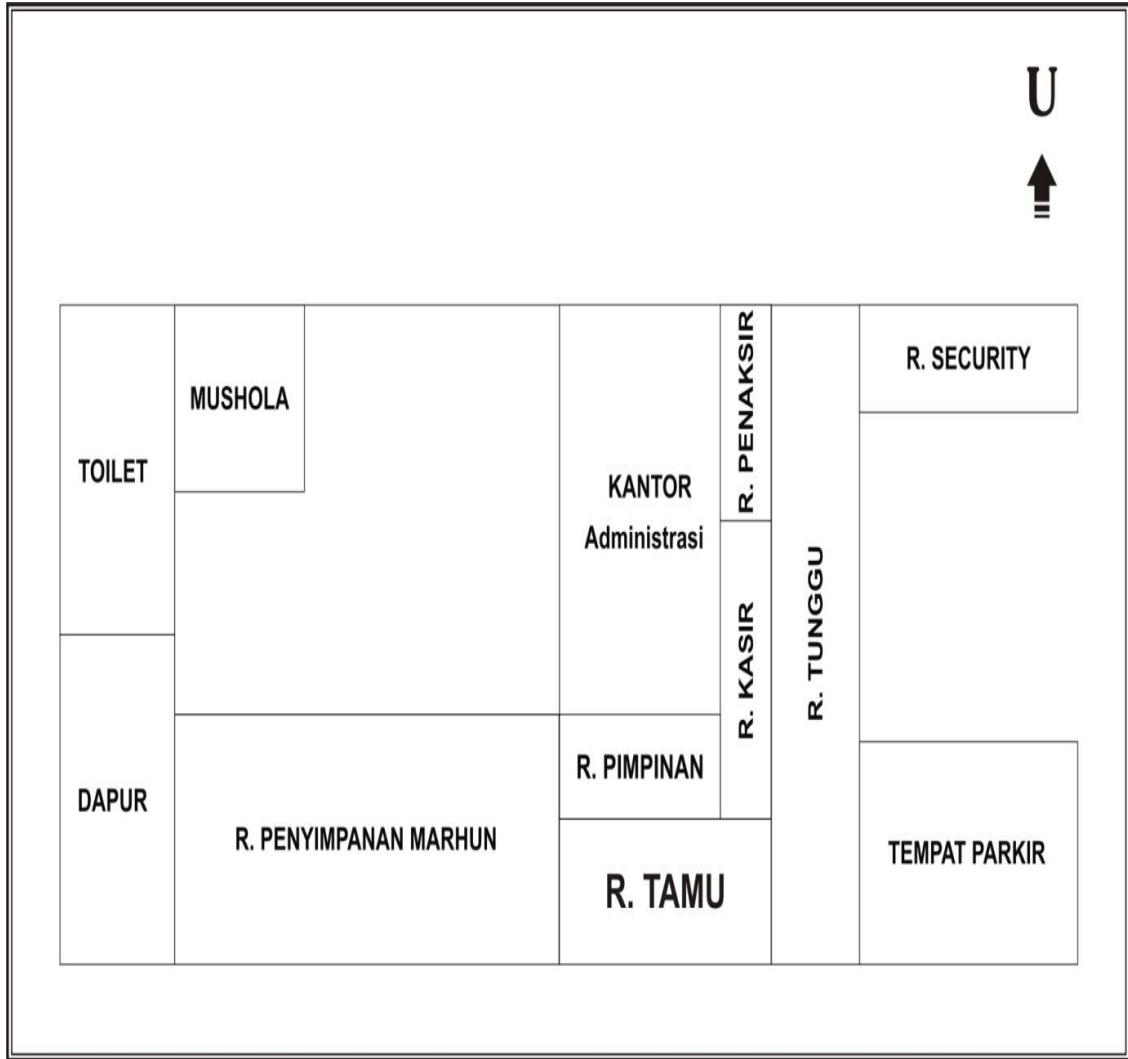 U
R. SECURITY
MUSHOLA
R. PENAKSIR
TOILET
KANTOR
Administrasi
R. TUNGGU
R. KASIR
R. PIMPINAN
DAPUR
R. PENYIMPANAN MARHUN
TEMPAT PARKIR
R. TAMU